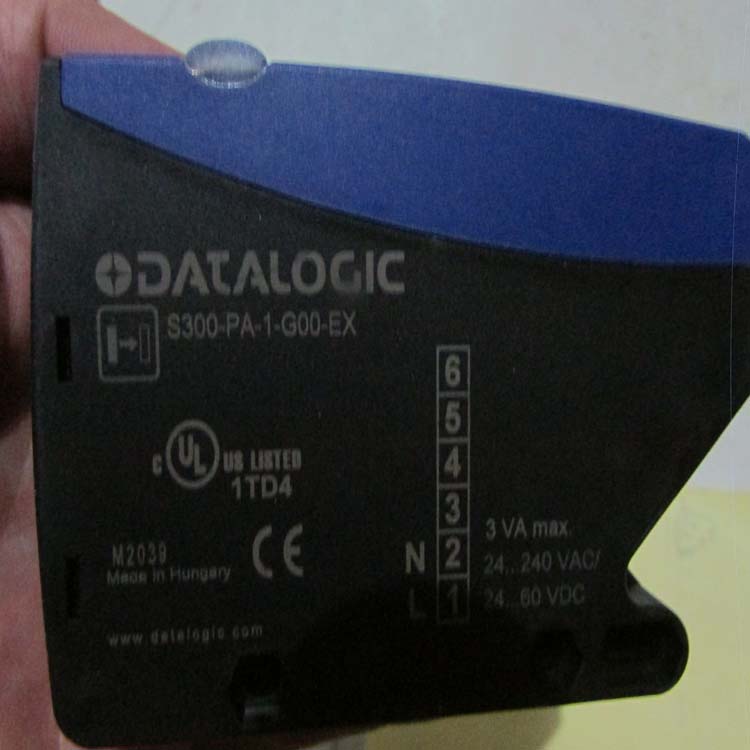 DATALOGIC
S300-PA-1-G00-EX
6
5
4
3
3 VA max.
N 2 24...240 VAC/
L 1 24...60 VDC
C UL US LISTED
1TD4
M2039
CE
Made in Hungary
www.datalogic.com